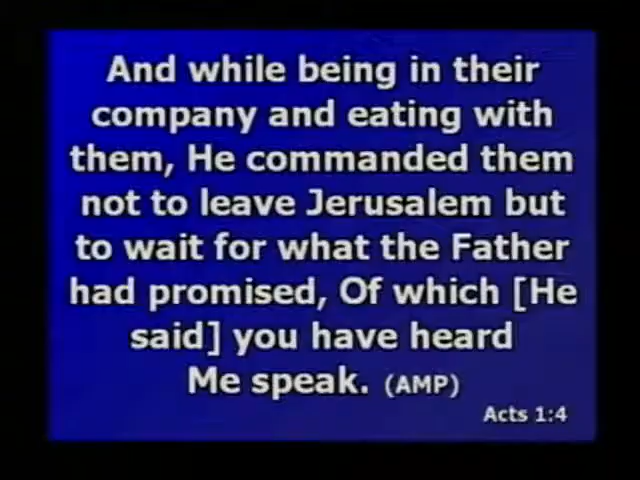 And while being in their
company and eating with
them, He commanded them
not to leave Jerusalem but
to wait for what the Father
had promised, Of which [He
said] you have heard
Me speak. (AMP)
Acts 1:4